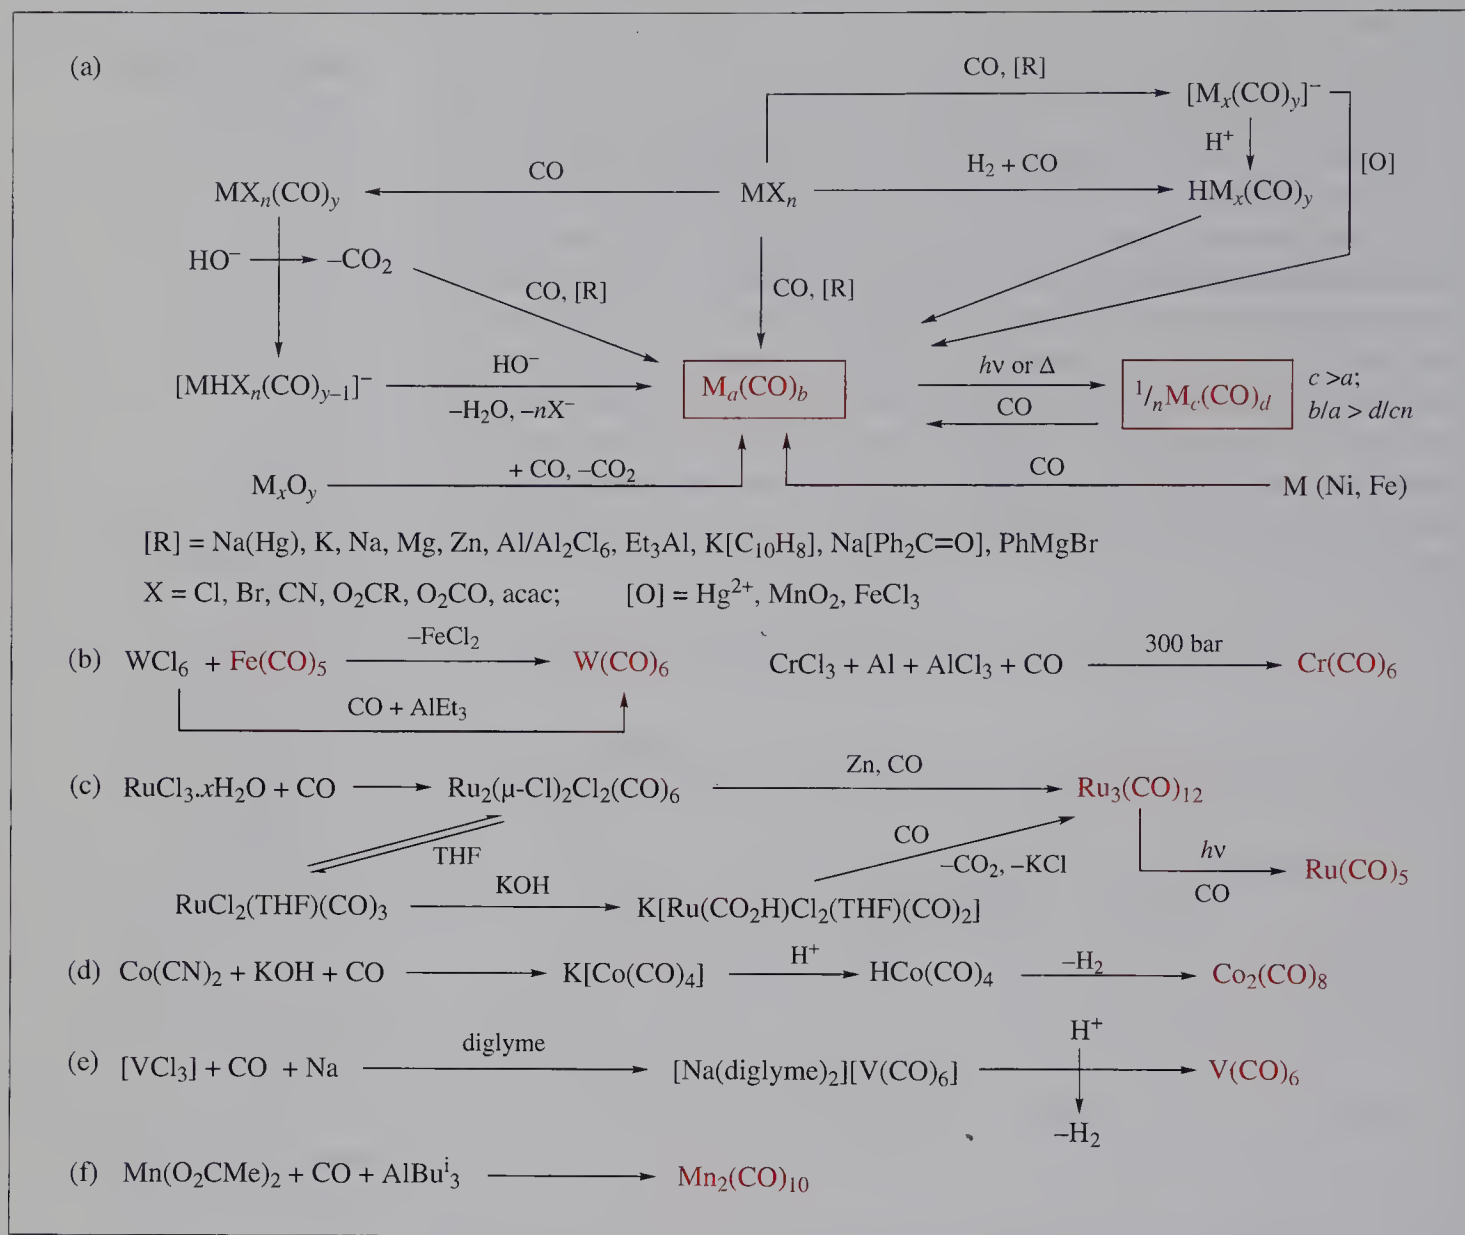 (a)
CO, [R]
[Mₓ(CO)ᵧ]⁻
H⁺
[O]
CO
H₂ + CO
MXₙ(CO)ᵧ
MXₙ
HMₓ(CO)ᵧ
HO⁻
–CO₂
CO, [R]
CO, [R]
[MHXₙ(CO)ᵧ₋₁]⁻
HO⁻
–H₂O, –nX⁻
Mₐ(CO)_b
hν or Δ
CO
¹/ₙM_c(CO)_d
c >a;
b/a > d/cn
MₓOᵧ
+ CO, –CO₂
CO
M (Ni, Fe)
[R] = Na(Hg), K, Na, Mg, Zn, Al/Al₂Cl₆, Et₃Al, K[C₁₀H₈], Na[Ph₂C=O], PhMgBr
X = Cl, Br, CN, O₂CR, O₂CO, acac; [O] = Hg²⁺, MnO₂, FeCl₃
(b) WCl₆ + Fe(CO)₅ –FeCl₂ W(CO)₆ CrCl₃ + Al + AlCl₃ + CO 300 bar Cr(CO)₆
CO + AlEt₃
(c) RuCl₃.xH₂O + CO Ru₂(μ-Cl)₂Cl₂(CO)₆ Zn, CO Ru₃(CO)₁₂
THF
CO
–CO₂, –KCl
hν
CO
Ru(CO)₅
RuCl₂(THF)(CO)₃ KOH K[Ru(CO₂H)Cl₂(THF)(CO)₂]
(d) Co(CN)₂ + KOH + CO K[Co(CO)₄] H⁺ HCo(CO)₄ –H₂ Co₂(CO)₈
(e) [VCl₃] + CO + Na diglyme [Na(diglyme)₂][V(CO)₆] H⁺ V(CO)₆
–H₂
(f) Mn(O₂CMe)₂ + CO + AlBuⁱ₃ Mn₂(CO)₁₀